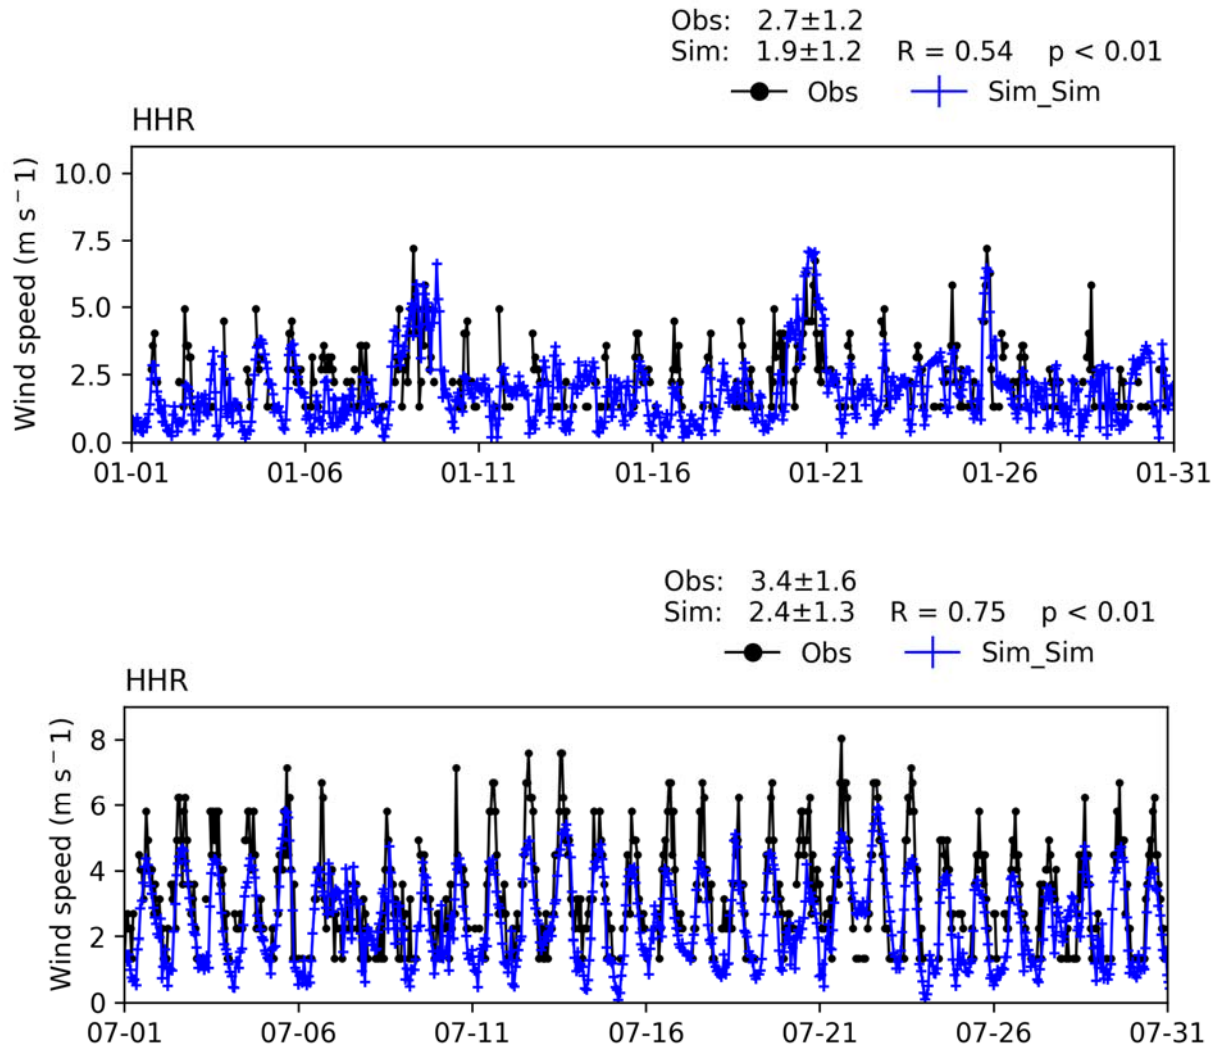 Obs: 2.7±1.2
Sim: 1.9±1.2 R = 0.54 p < 0.01
Obs Sim_Sim
HHR
Wind speed (m s⁻1)
10.0
7.5
5.0
2.5
0.0
01-01 01-06 01-11 01-16 01-21 01-26 01-31
Obs: 3.4±1.6
Sim: 2.4±1.3 R = 0.75 p < 0.01
Obs Sim_Sim
HHR
Wind speed (m s⁻1)
8
6
4
2
0
07-01 07-06 07-11 07-16 07-21 07-26 07-31